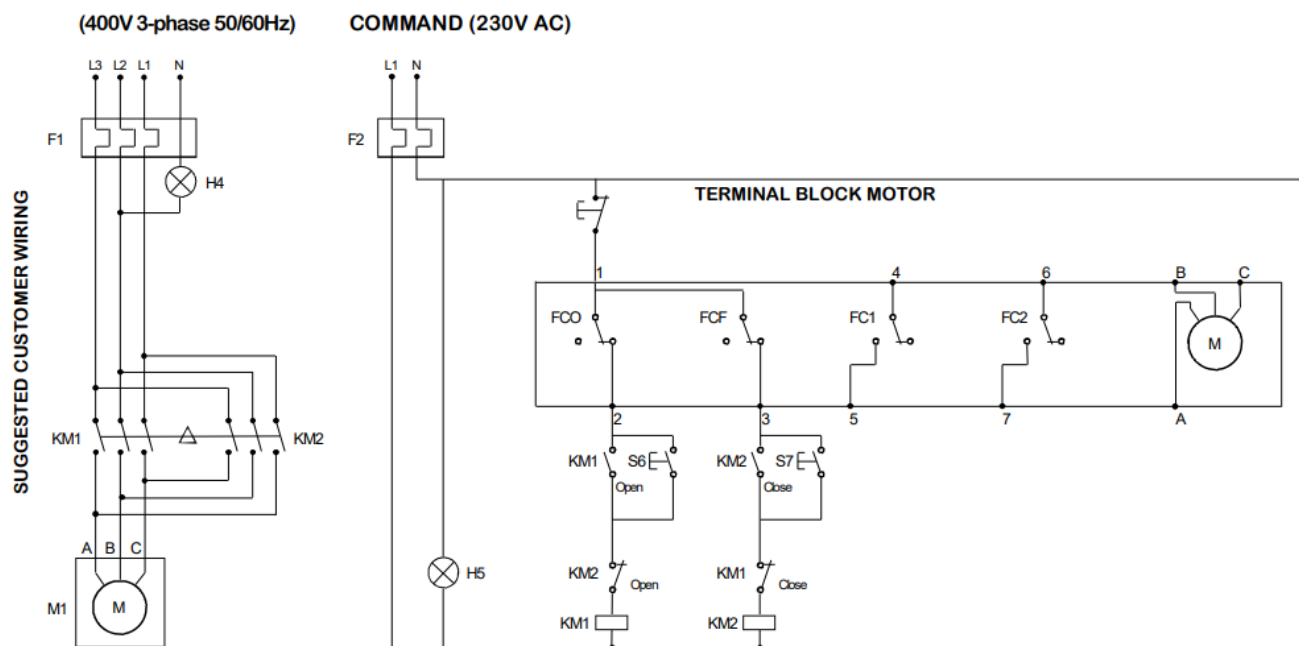 (400V 3-phase 50/60Hz) COMMAND (230V AC)
L3 L2 L1 N L1 N
F1 F2
H4
SUGGESTED CUSTOMER WIRING
TERMINAL BLOCK MOTOR
1 4 6 B C
FCO FCF FC1 FC2
M
2 3 5 7 A
KM1 KM2 KM1 S6 KM2 S7
Open Close
A B C
H5 KM2 Open KM1 Close
M1 M
KM1 KM2